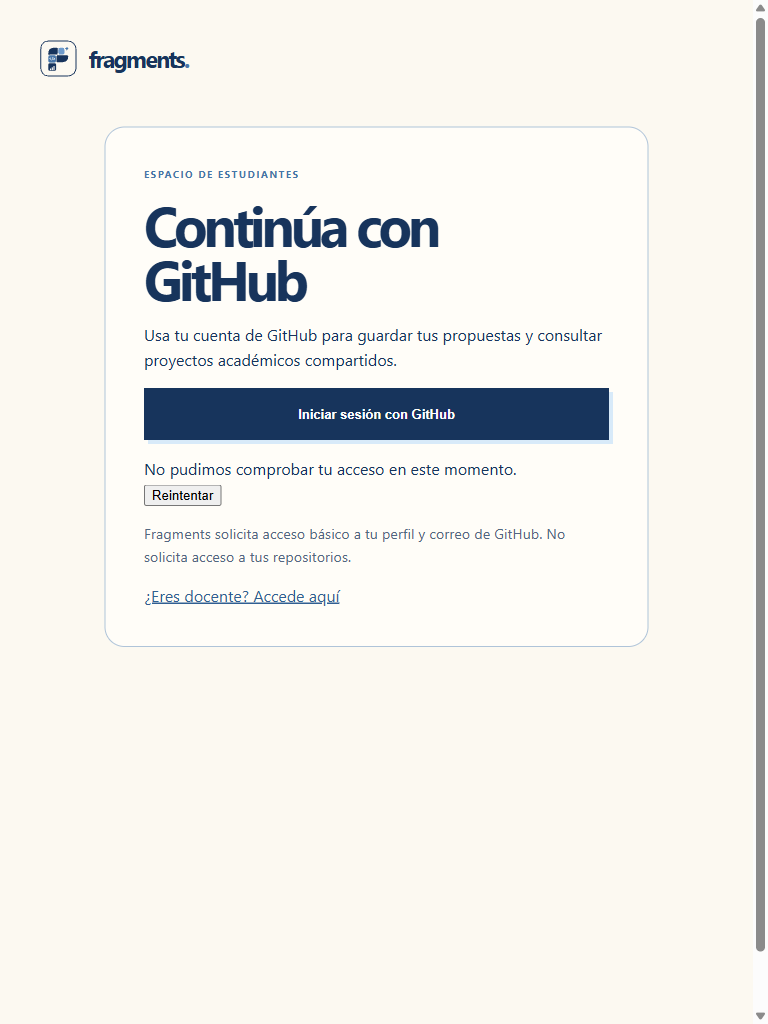 fragments.
ESPACIO DE ESTUDIANTES
Continúa con
GitHub
Usa tu cuenta de GitHub para guardar tus propuestas y consultar
proyectos académicos compartidos.
Iniciar sesión con GitHub
No pudimos comprobar tu acceso en este momento.
Reintentar
Fragments solicita acceso básico a tu perfil y correo de GitHub. No
solicita acceso a tus repositorios.
¿Eres docente? Accede aquí